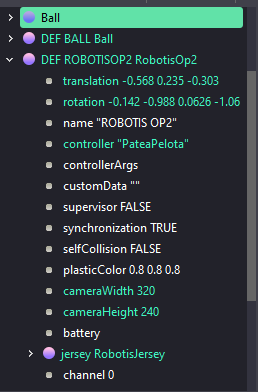 Ball
DEF BALL Ball
DEF ROBOTISOP2 RobotisOp2
translation -0.568 0.235 -0.303
rotation -0.142 -0.988 0.0626 -1.06
name "ROBOTIS OP2"
controller "PateaPelota"
controllerArgs
customData ""
supervisor FALSE
synchronization TRUE
selfCollision FALSE
plasticColor 0.8 0.8 0.8
cameraWidth 320
cameraHeight 240
battery
jersey RobotisJersey
channel 0